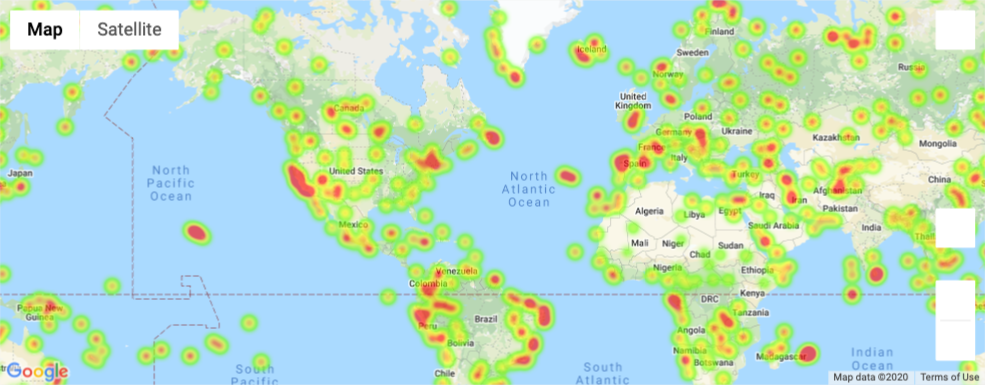 Map
Satellite
Finland
Iceland
Sweden
Norway
Russia
United
Kingdom
Canada
Poland
Germany
Ukraine
Kazakhstan
Mongolia
France
Italy
Spain
Japan
North
Pacific
Ocean
United States
North
Atlantic
Ocean
Turkey
China
Afghanistan
Iraq
Iran
Pakistan
Algeria
Libya
Egypt
Saudi Arabia
India
Mexico
Mali
Niger
Chad
Sudan
Thail
Nigeria
Ethiopia
Venezuela
Colombia
Kenya
DRC
Papua New
Guinea
Brazil
Tanzania
Peru
Angola
Bolivia
Namibia
Botswana
Madagascar
Indian
Ocean
South
Pacific
Chile
South
Atlantic
Google
Map data ©2020
Terms of Use